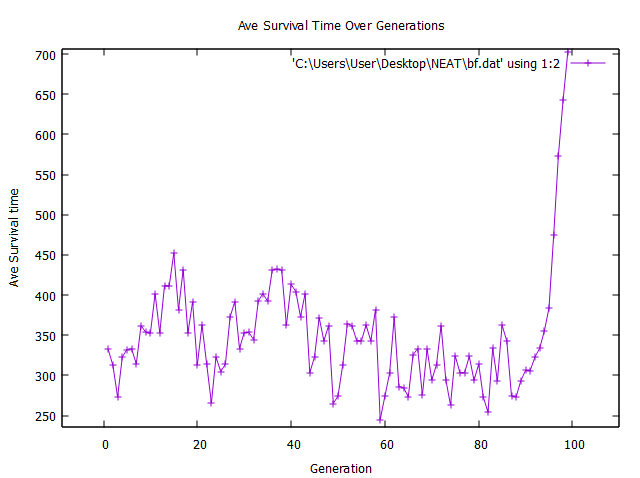 Ave Survival Time Over Generations
'C:\Users\User\Desktop\NEAT\bf.dat' using 1:2
700
650
600
550
500
450
400
350
300
250
Ave Survival time
0 20 40 60 80 100
Generation